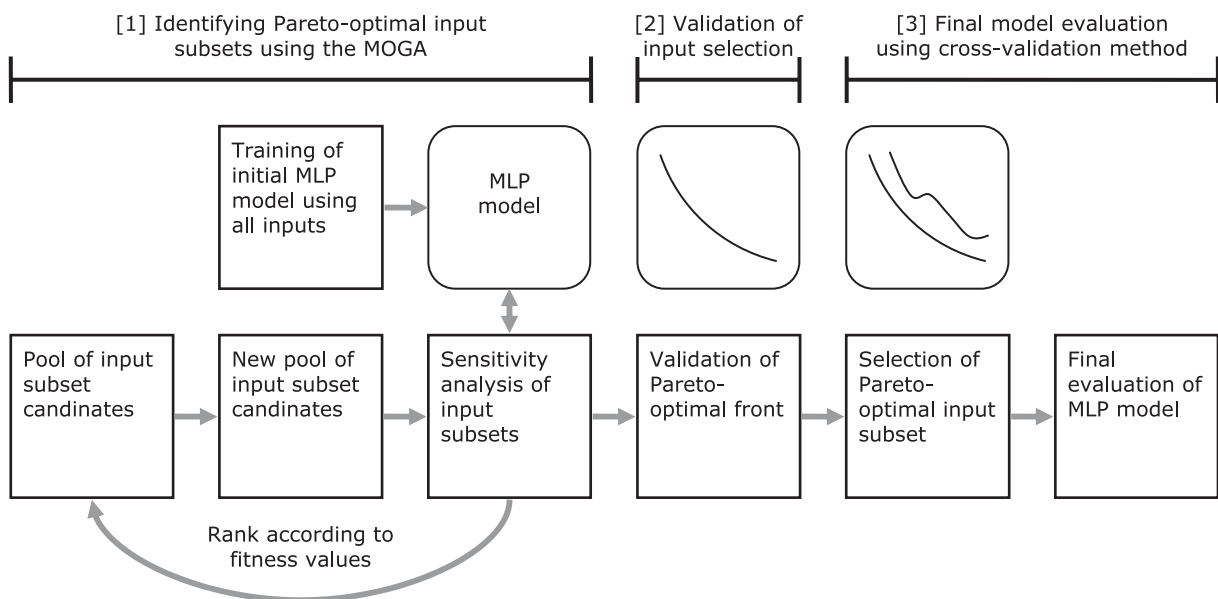 [1] Identifying Pareto-optimal input
subsets using the MOGA
[2] Validation of
input selection
[3] Final model evaluation
using cross-validation method
Training of
initial MLP
model using
all inputs
MLP
model
Pool of input
subset
candinates
New pool of
input subset
candinates
Sensitivity
analysis of
input
subsets
Validation of
Pareto-
optimal front
Selection of
Pareto-
optimal input
subset
Final
evaluation of
MLP model
Rank according to
fitness values